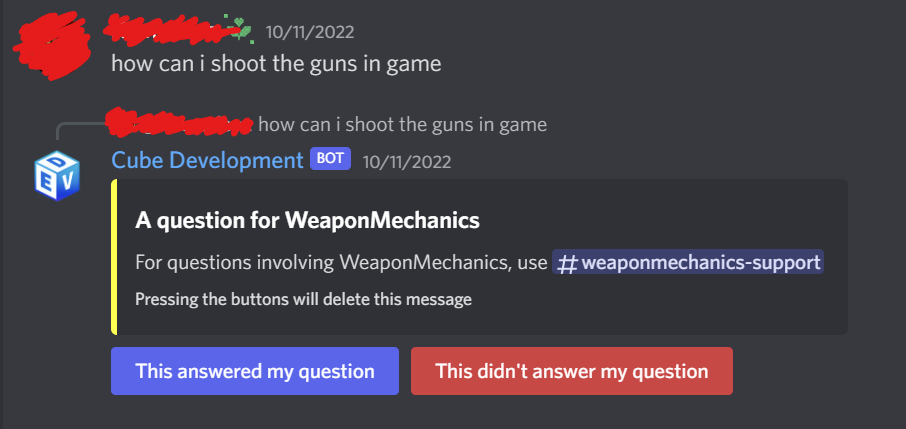 10/11/2022
how can i shoot the guns in game
how can i shoot the guns in game
DEV
Cube Development BOT 10/11/2022
A question for WeaponMechanics
For questions involving WeaponMechanics, use #weaponmechanics-support
Pressing the buttons will delete this message
This answered my question This didn't answer my question